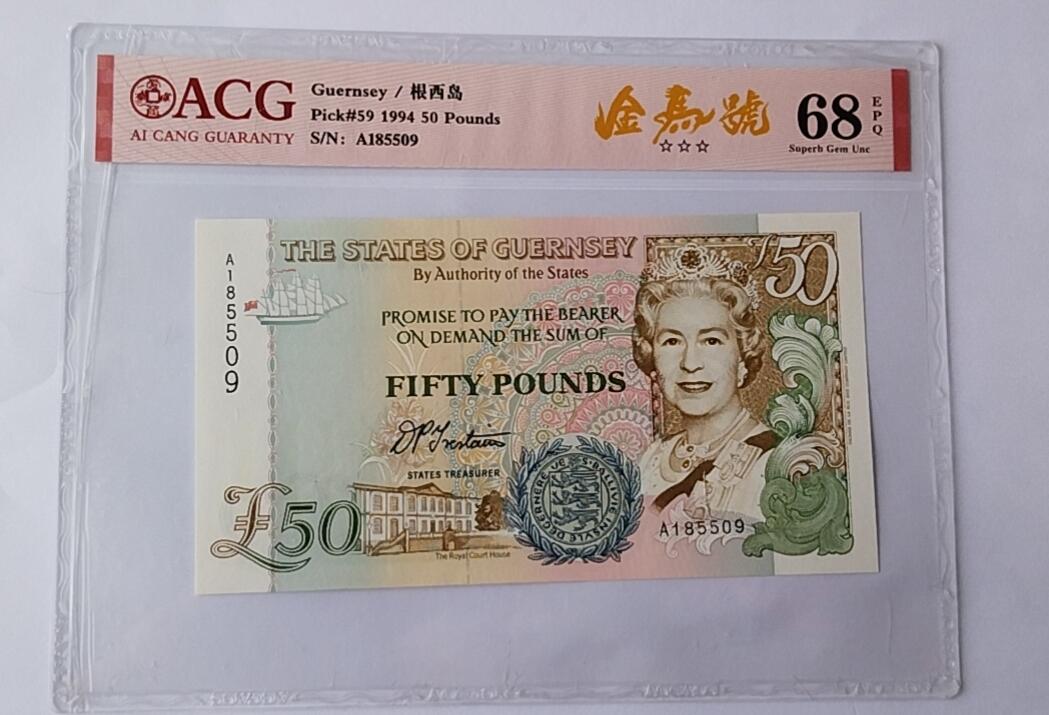 ACG
AI CANG GUARANTY
Guernsey / 根西岛
Pick#59 1994 50 Pounds
S/N: A185509
金馬號
☆☆☆
68
EPQ
Superb Gem Unc
THE STATES OF GUERNSEY
By Authority of the States
£50
A185509
PROMISE TO PAY THE BEARER
ON DEMAND THE SUM OF
FIFTY POUNDS
STATES TREASURER
£50
The Royal Court House
A185509